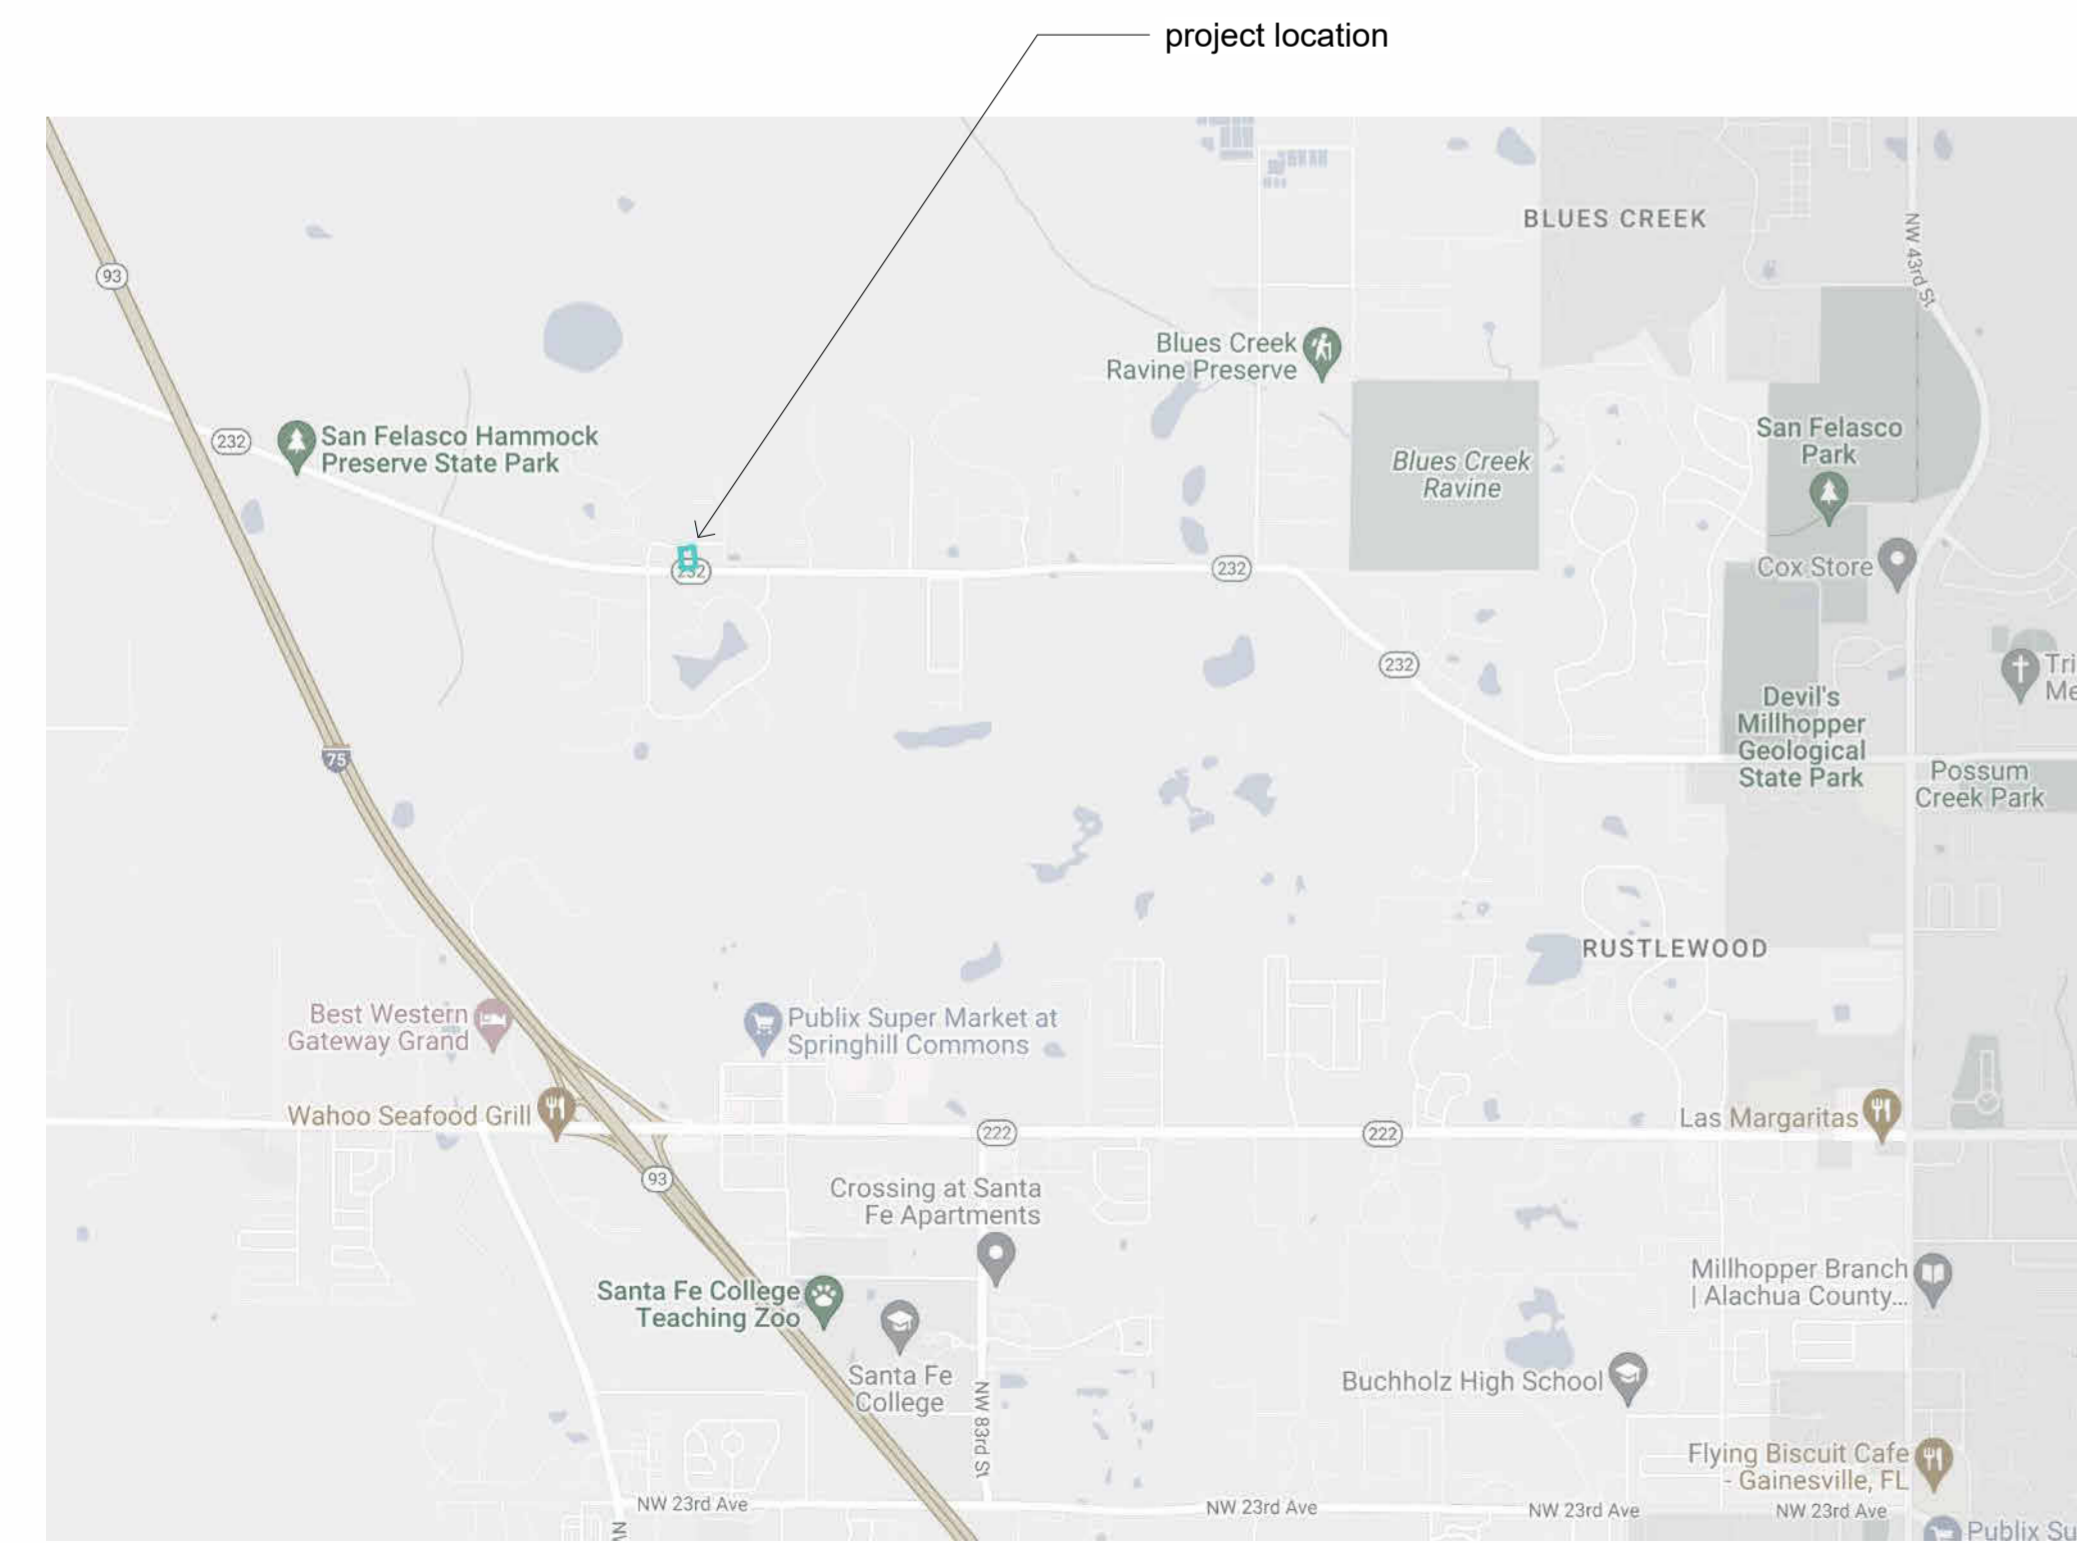 project location
BLUES CREEK
NW 43rd St
93
Blues Creek
Ravine Preserve
232
San Felasco Hammock
Preserve State Park
San Felasco
Park
Blues Creek
Ravine
232
232
Cox Store
232
Tri
Me
Devil's
Millhopper
Geological
State Park
75
Possum
Creek Park
RUSTLEWOOD
Best Western
Gateway Grand
Publix Super Market at
Springhill Commons
Wahoo Seafood Grill
Las Margaritas
222
222
93
Crossing at Santa
Fe Apartments
Millhopper Branch
| Alachua County...
Santa Fe College
Teaching Zoo
Santa Fe
College
Buchholz High School
NW 83rd St
Flying Biscuit Cafe
- Gainesville, FL
NW 23rd Ave
NW 23rd Ave
NW 23rd Ave
NW 23rd Ave
Publix Su